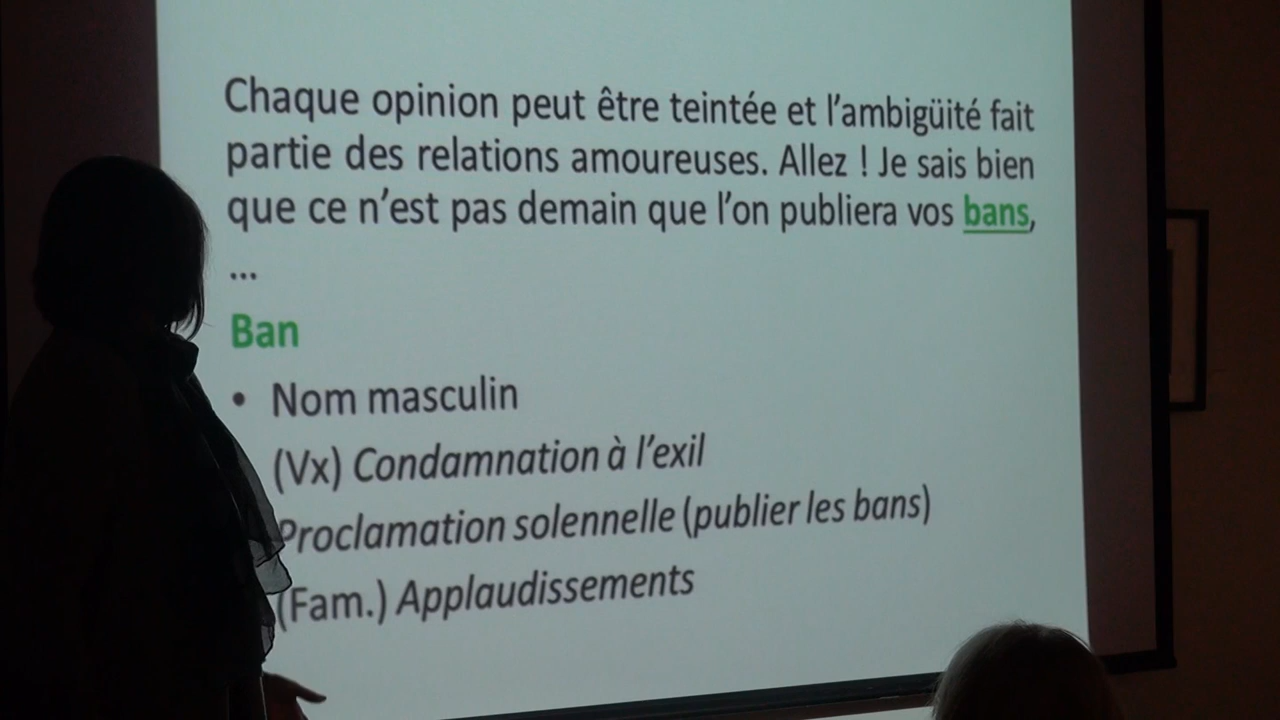 Chaque opinion peut être teintée et l'ambigüité fait
partie des relations amoureuses. Allez ! Je sais bien
que ce n'est pas demain que l'on publiera vos bans,
...
Ban
• Nom masculin
(Vx) Condamnation à l'exil
Proclamation solennelle (publier les bans)
(Fam.) Applaudissements